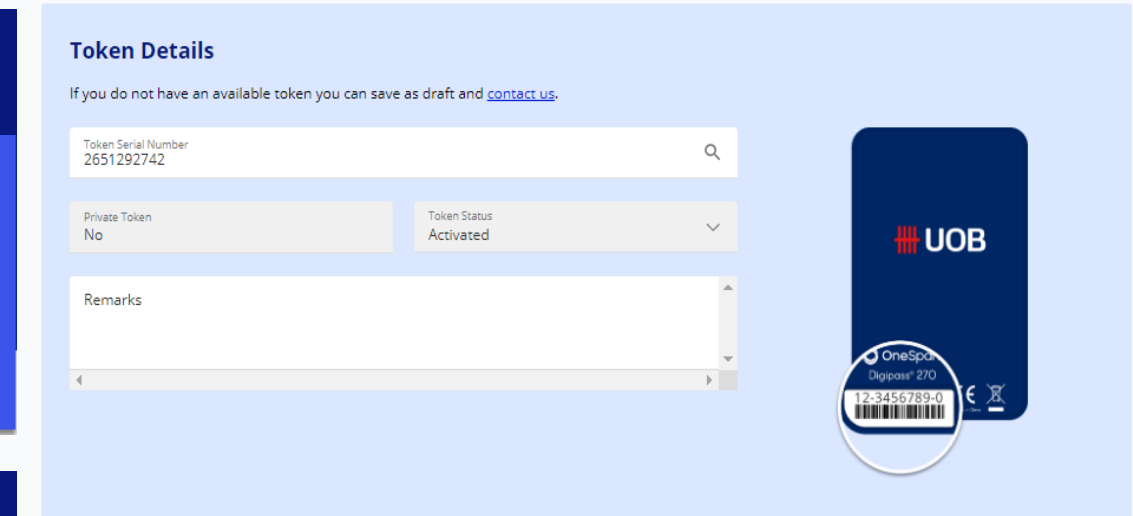 Token Details
If you do not have an available token you can save as draft and contact us.
Token Serial Number
2651292742
Private Token
No
Token Status
Activated
Remarks
UOB
OneSpan
Digipass® 270
12-3456789-0
CE